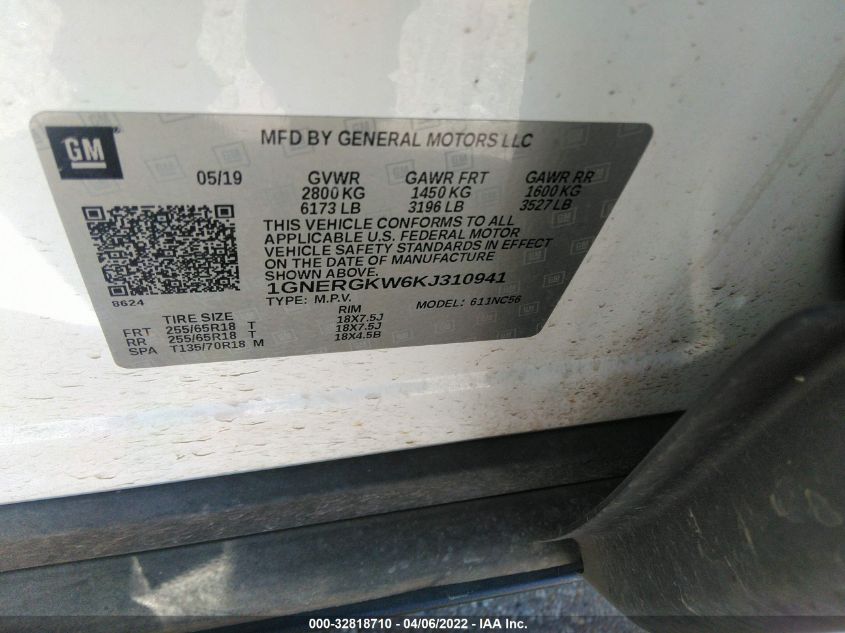 GM
MFD BY GENERAL MOTORS LLC
05/19 GVWR GAWR FRT GAWR RR
2800 KG 1450 KG 1600 KG
6173 LB 3196 LB 3527 LB
THIS VEHICLE CONFORMS TO ALL
APPLICABLE U.S. FEDERAL MOTOR
VEHICLE SAFETY STANDARDS IN EFFECT
ON THE DATE OF MANUFACTURE
SHOWN ABOVE.
1GNERGKW6KJ310941
8624
TYPE: M.P.V. MODEL: 611NC56
TIRE SIZE RIM
FRT 255/65R18 T 18X7.5J
RR 255/65R18 T 18X7.5J
SPA T135/70R18 M 18X4.5B
000-32818710 - 04/06/2022 - IAA Inc.